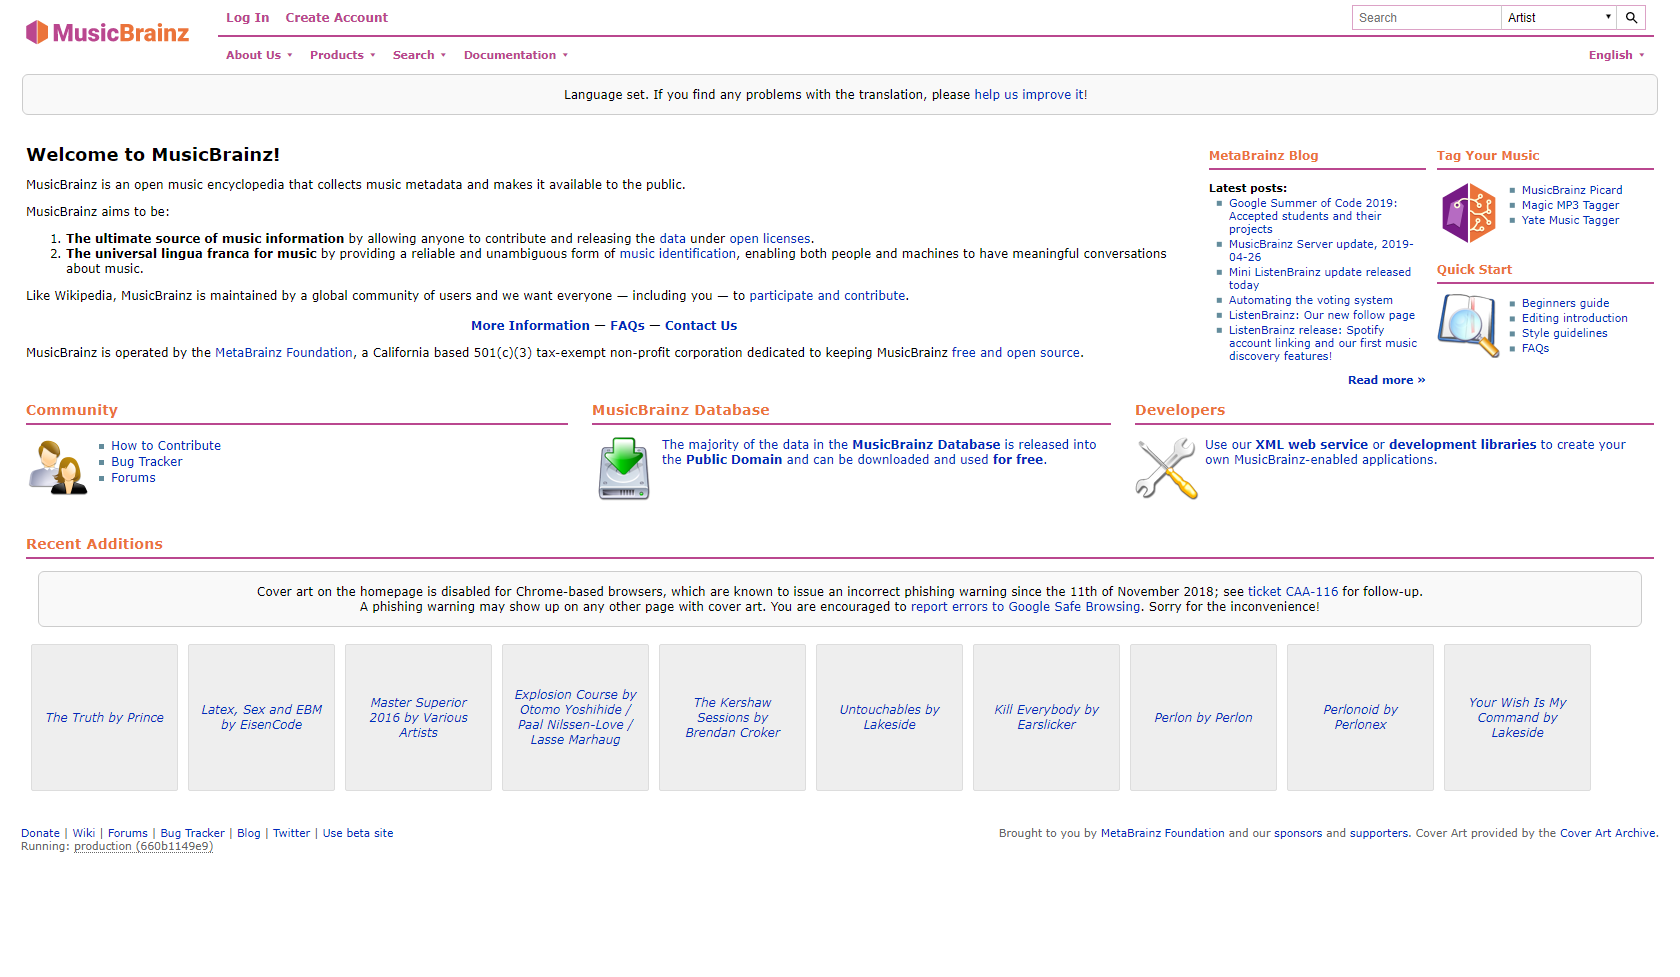 MusicBrainz
Log In Create Account
Search Artist
About Us Products Search Documentation
English
Language set. If you find any problems with the translation, please help us improve it!
Welcome to MusicBrainz!
MusicBrainz is an open music encyclopedia that collects music metadata and makes it available to the public.
MusicBrainz aims to be:
1. The ultimate source of music information by allowing anyone to contribute and releasing the data under open licenses.
2. The universal lingua franca for music by providing a reliable and unambiguous form of music identification, enabling both people and machines to have meaningful conversations
about music.
Like Wikipedia, MusicBrainz is maintained by a global community of users and we want everyone — including you — to participate and contribute.
More Information — FAQs — Contact Us
MusicBrainz is operated by the MetaBrainz Foundation, a California based 501(c)(3) tax-exempt non-profit corporation dedicated to keeping MusicBrainz free and open source.
MetaBrainz Blog
Latest posts:
Google Summer of Code 2019:
Accepted students and their
projects
MusicBrainz Server update, 2019-
04-26
Mini ListenBrainz update released
today
Automating the voting system
ListenBrainz: Our new follow page
ListenBrainz release: Spotify
account linking and our first music
discovery features!
Read more »
Tag Your Music
MusicBrainz Picard
Magic MP3 Tagger
Yate Music Tagger
Quick Start
Beginners guide
Editing introduction
Style guidelines
FAQs
Community
How to Contribute
Bug Tracker
Forums
MusicBrainz Database
The majority of the data in the MusicBrainz Database is released into
the Public Domain and can be downloaded and used for free.
Developers
Use our XML web service or development libraries to create your
own MusicBrainz-enabled applications.
Recent Additions
Cover art on the homepage is disabled for Chrome-based browsers, which are known to issue an incorrect phishing warning since the 11th of November 2018; see ticket CAA-116 for follow-up.
A phishing warning may show up on any other page with cover art. You are encouraged to report errors to Google Safe Browsing. Sorry for the inconvenience!
The Truth by Prince
Latex, Sex and EBM
by EisenCode
Master Superior
2016 by Various
Artists
Explosion Course by
Otomo Yoshihide /
Paal Nilssen-Love /
Lasse Marhaug
The Kershaw
Sessions by
Brendan Croker
Untouchables by
Lakeside
Kill Everybody by
Earslicker
Perlon by Perlon
Perlonoid by
Perlonex
Your Wish Is My
Command by
Lakeside
Donate | Wiki | Forums | Bug Tracker | Blog | Twitter | Use beta site
Running: production (660b1149e9)
Brought to you by MetaBrainz Foundation and our sponsors and supporters. Cover Art provided by the Cover Art Archive.